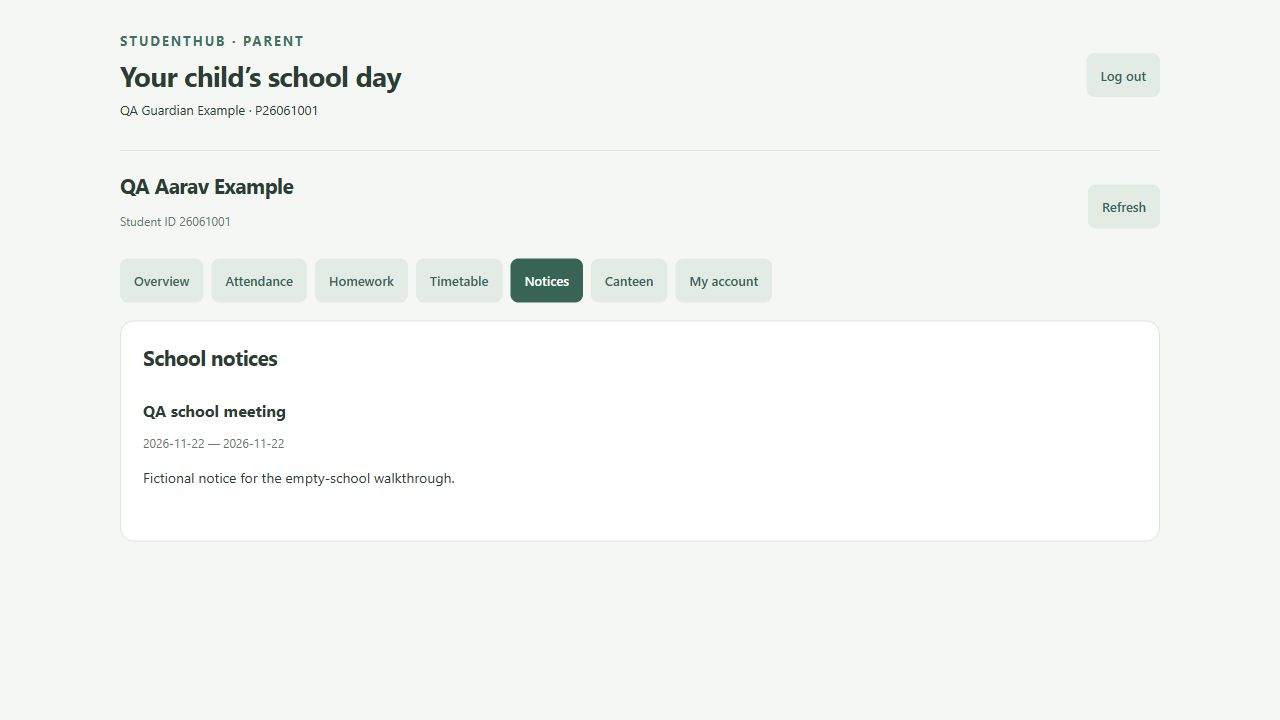 STUDENTHUB · PARENT
Your child’s school day
QA Guardian Example · P26061001
Log out
QA Aarav Example
Student ID 26061001
Refresh
Overview Attendance Homework Timetable Notices Canteen My account
School notices
QA school meeting
2026-11-22 — 2026-11-22
Fictional notice for the empty-school walkthrough.